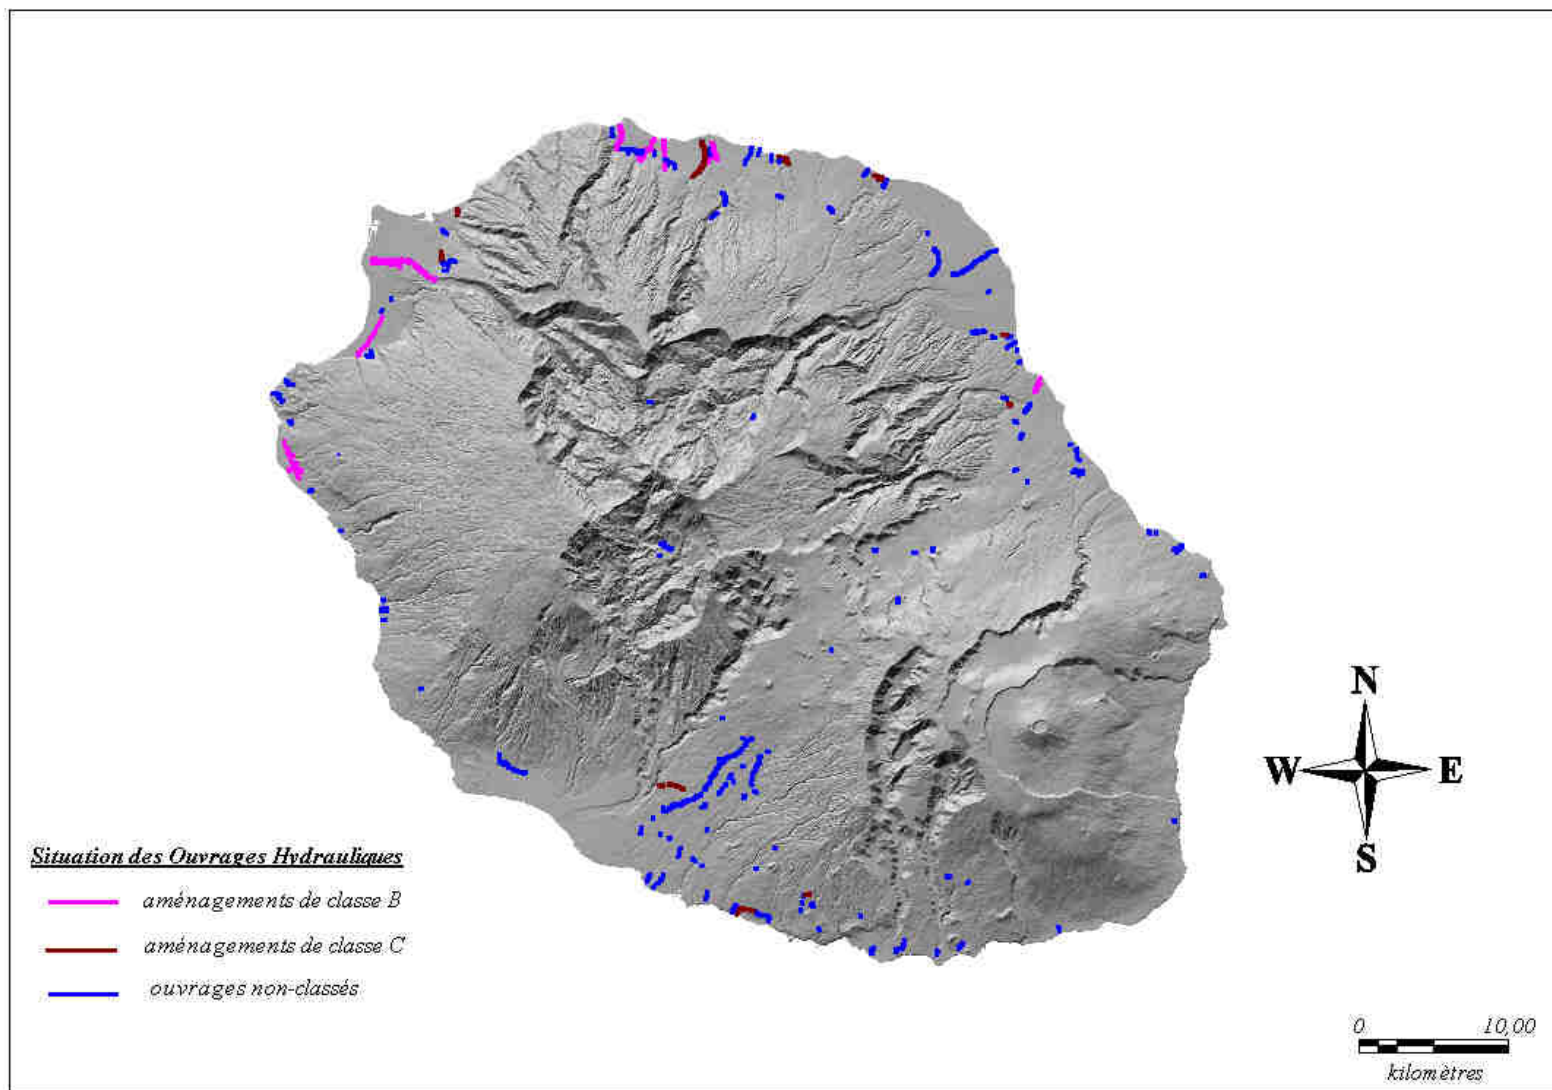 N
W E
S
Situation des Ouvrages Hydrauliques
aménagements de classe B
aménagements de classe C
ouvrages non-classés
0 10,00
kilomètres